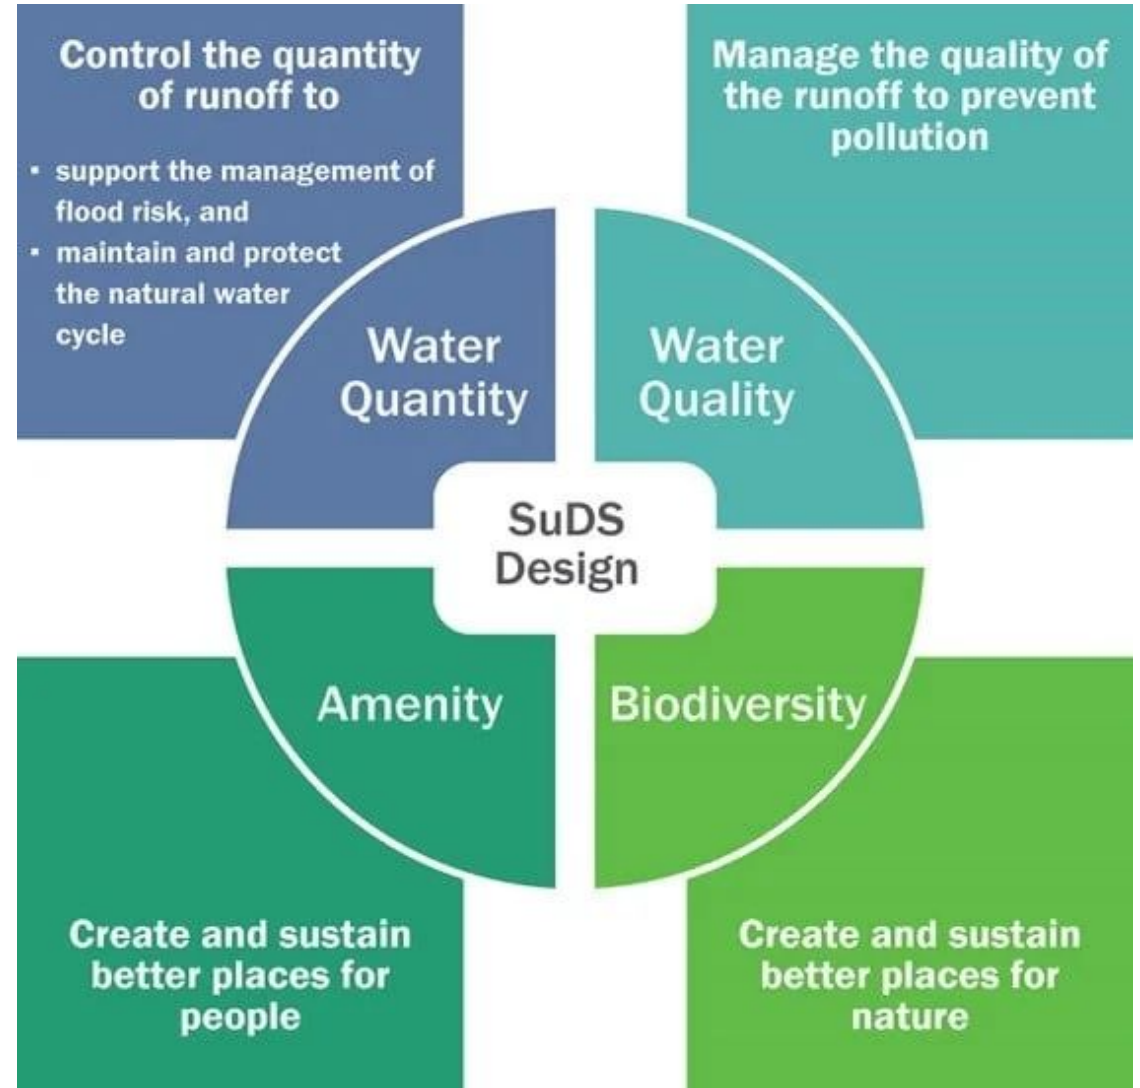 Control the quantity
of runoff to
▪ support the management of
flood risk, and
▪ maintain and protect
the natural water
cycle
Water
Quantity
Manage the quality of
the runoff to prevent
pollution
Water
Quality
SuDS
Design
Amenity
Create and sustain
better places for
people
Biodiversity
Create and sustain
better places for
nature